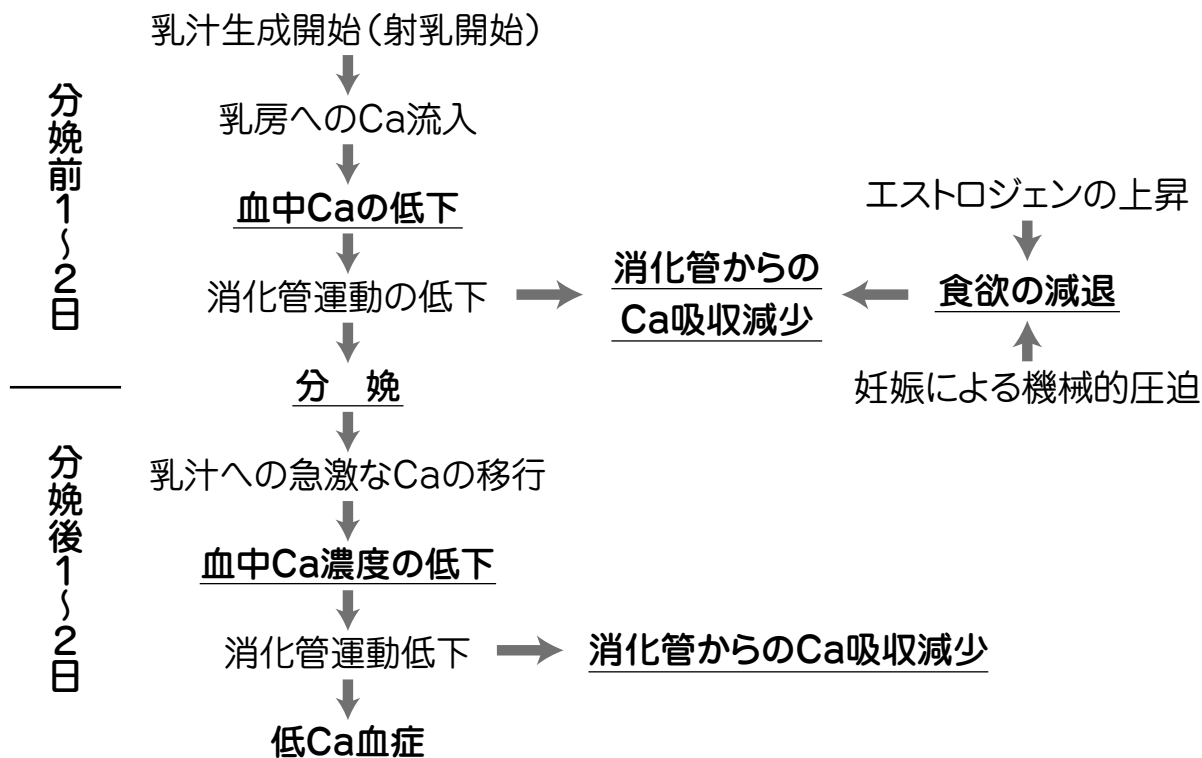 乳汁生成開始（射乳開始）
分娩前1～2日
乳房へのCa流入
血中Caの低下
エストロジェンの上昇
消化管運動の低下
消化管からの
Ca吸収減少
食欲の減退
分　娩
妊娠による機械的圧迫
分娩後1～2日
乳汁への急激なCaの移行
血中Ca濃度の低下
消化管運動低下
消化管からのCa吸収減少
低Ca血症